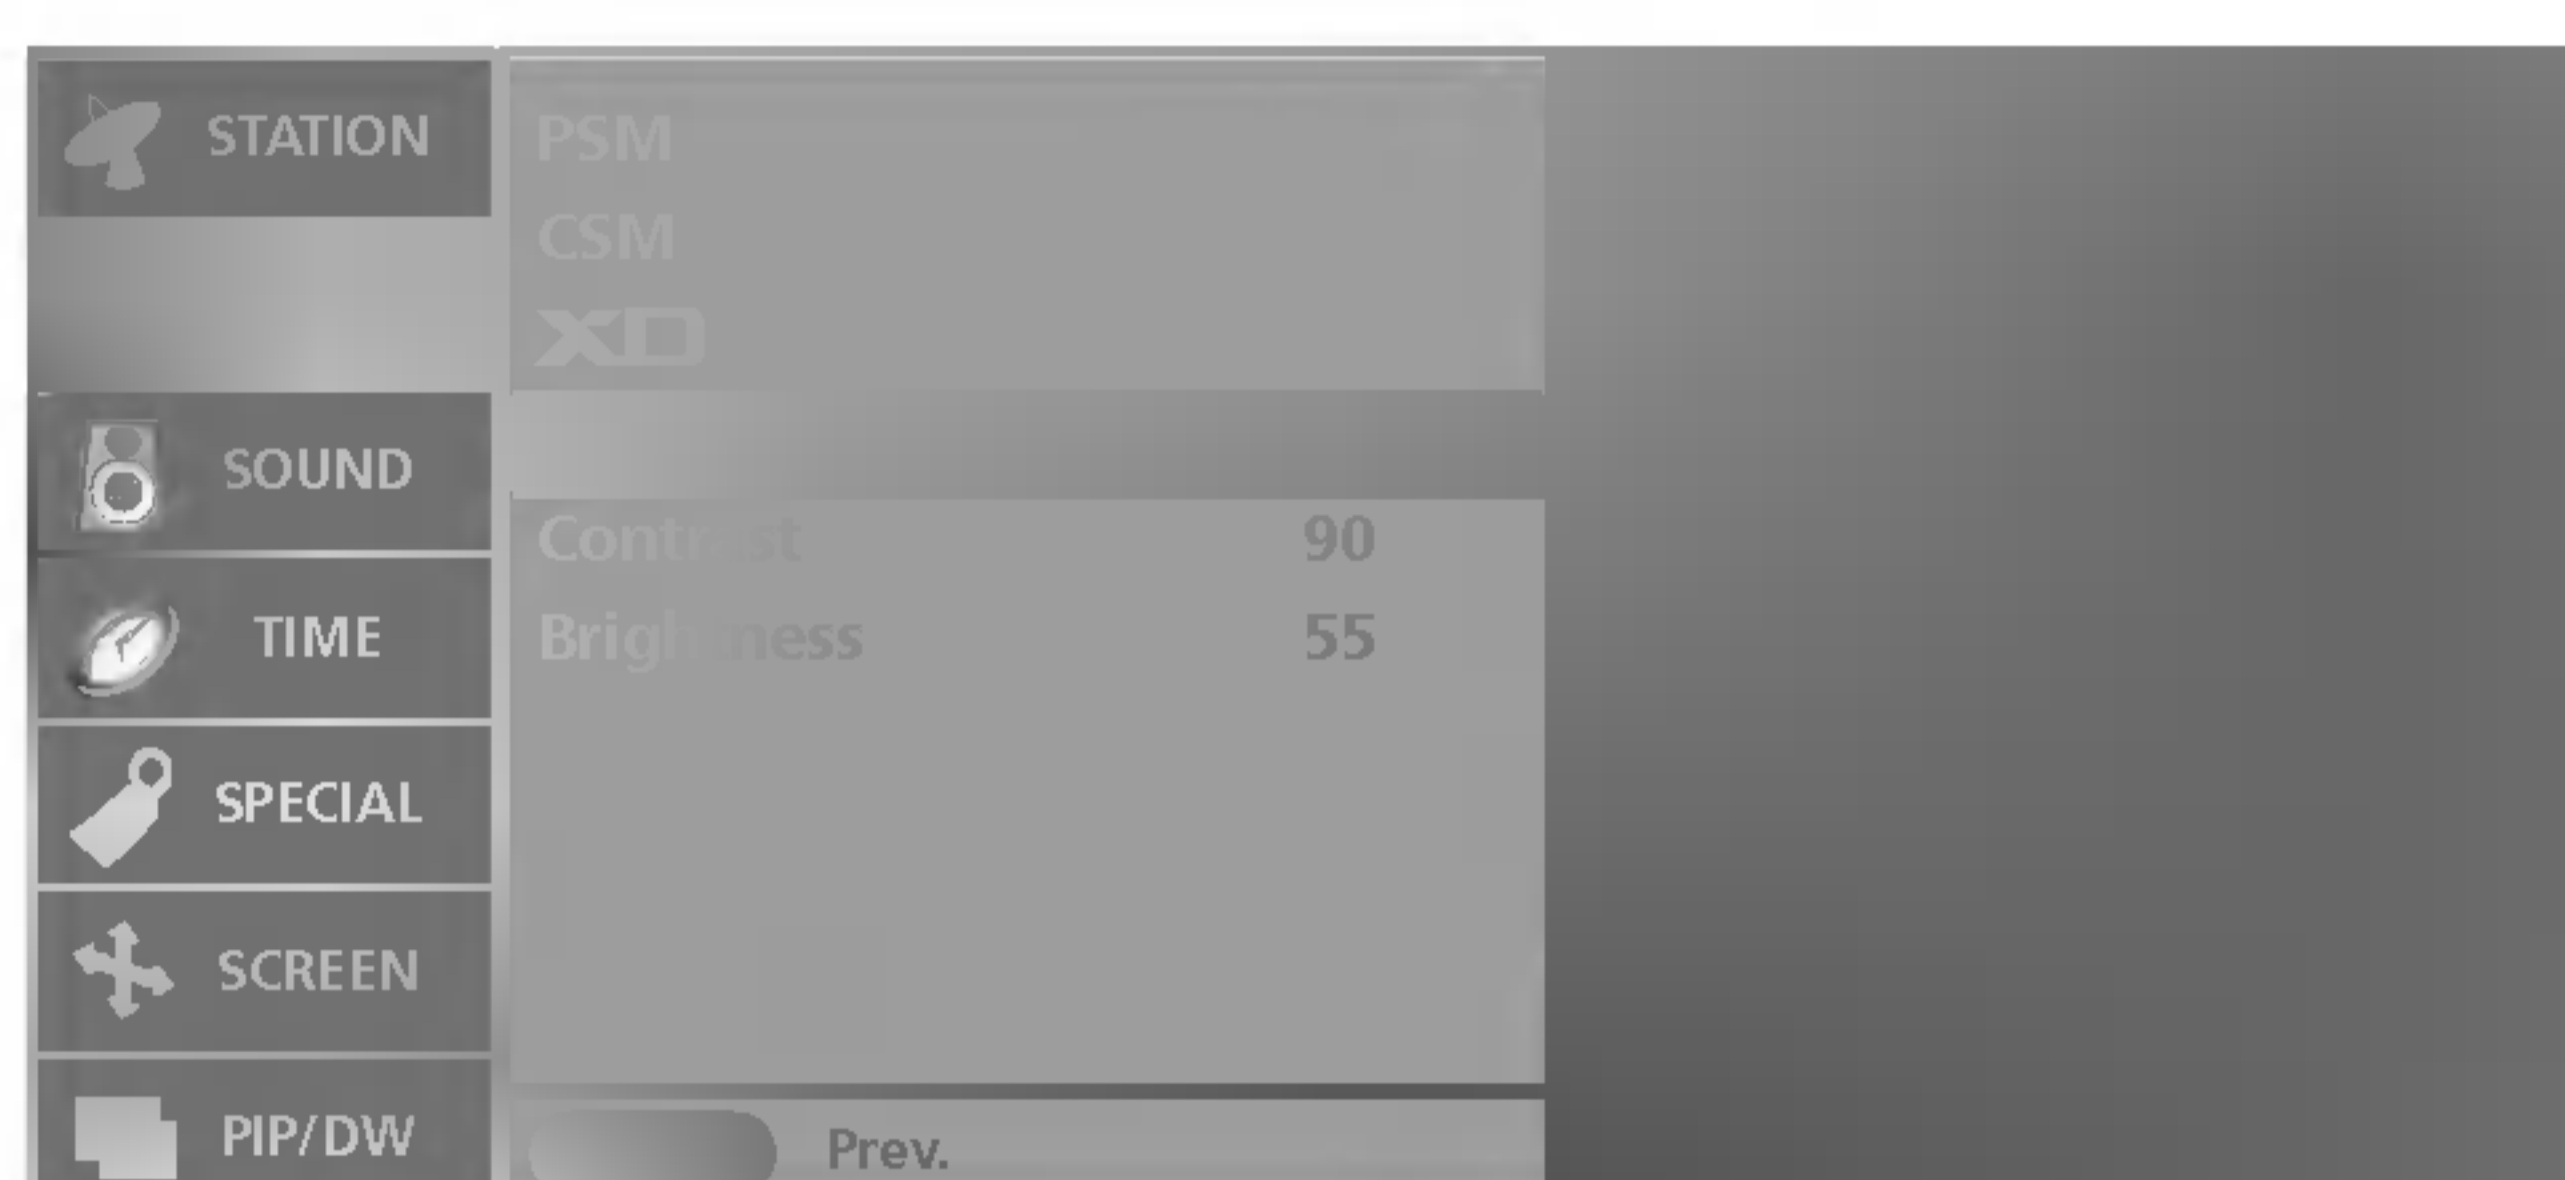 STATION
SOUND
TIME
SPECIAL
SCREEN
PIP/DW
PSM
CSM
XD
Contrast 90
Brightness 55
Prev.